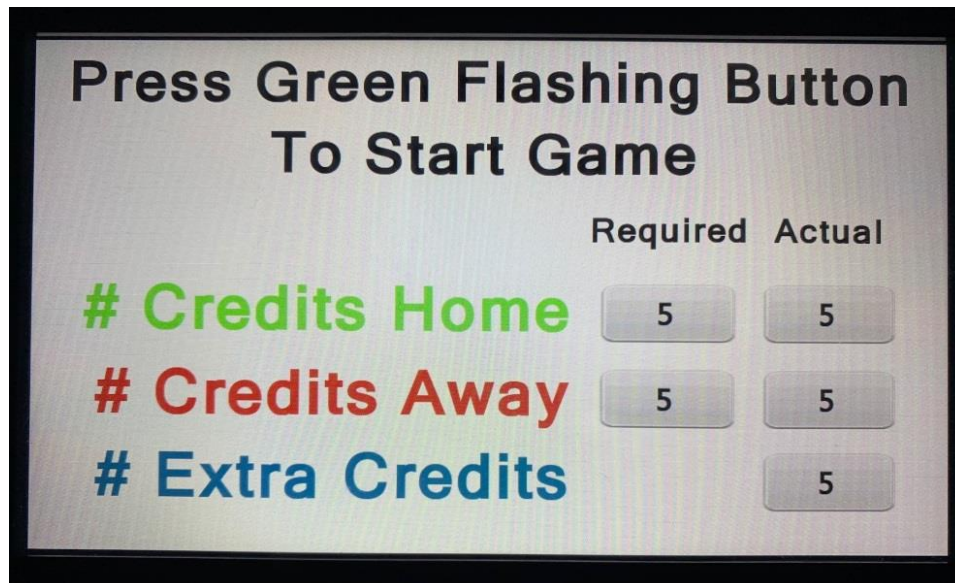 Press Green Flashing Button
To Start Game
Required Actual
# Credits Home 5 5
# Credits Away 5 5
# Extra Credits 5